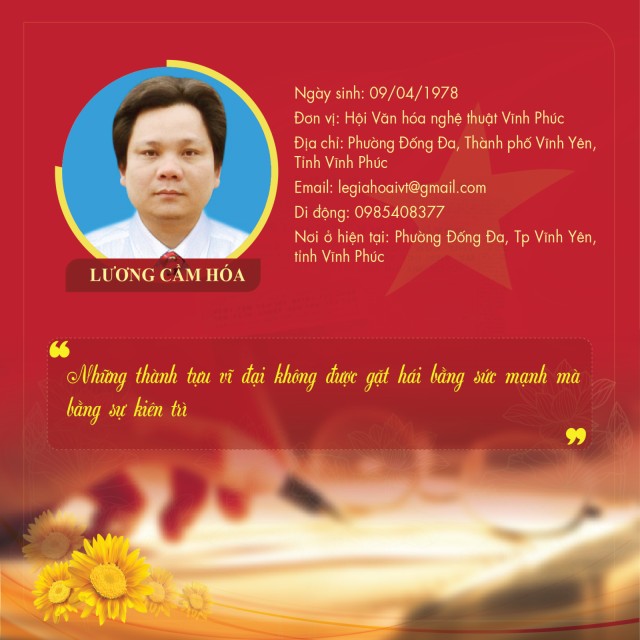 Ngày sinh: 09/04/1978
Đơn vị: Hội Văn hóa nghệ thuật Vĩnh Phúc
Địa chỉ: Phường Đống Đa, Thành phố Vĩnh Yên,
Tỉnh Vĩnh Phúc
Email: legiahoaivt@gmail.com
Di động: 0985408377
Nơi ở hiện tại: Phường Đống Đa, Tp Vĩnh Yên,
tỉnh Vĩnh Phúc
LƯƠNG CẨM HÓA
“
Những thành tựu vĩ đại không được gặt hái bằng sức mạnh mà
bằng sự kiên trì
”